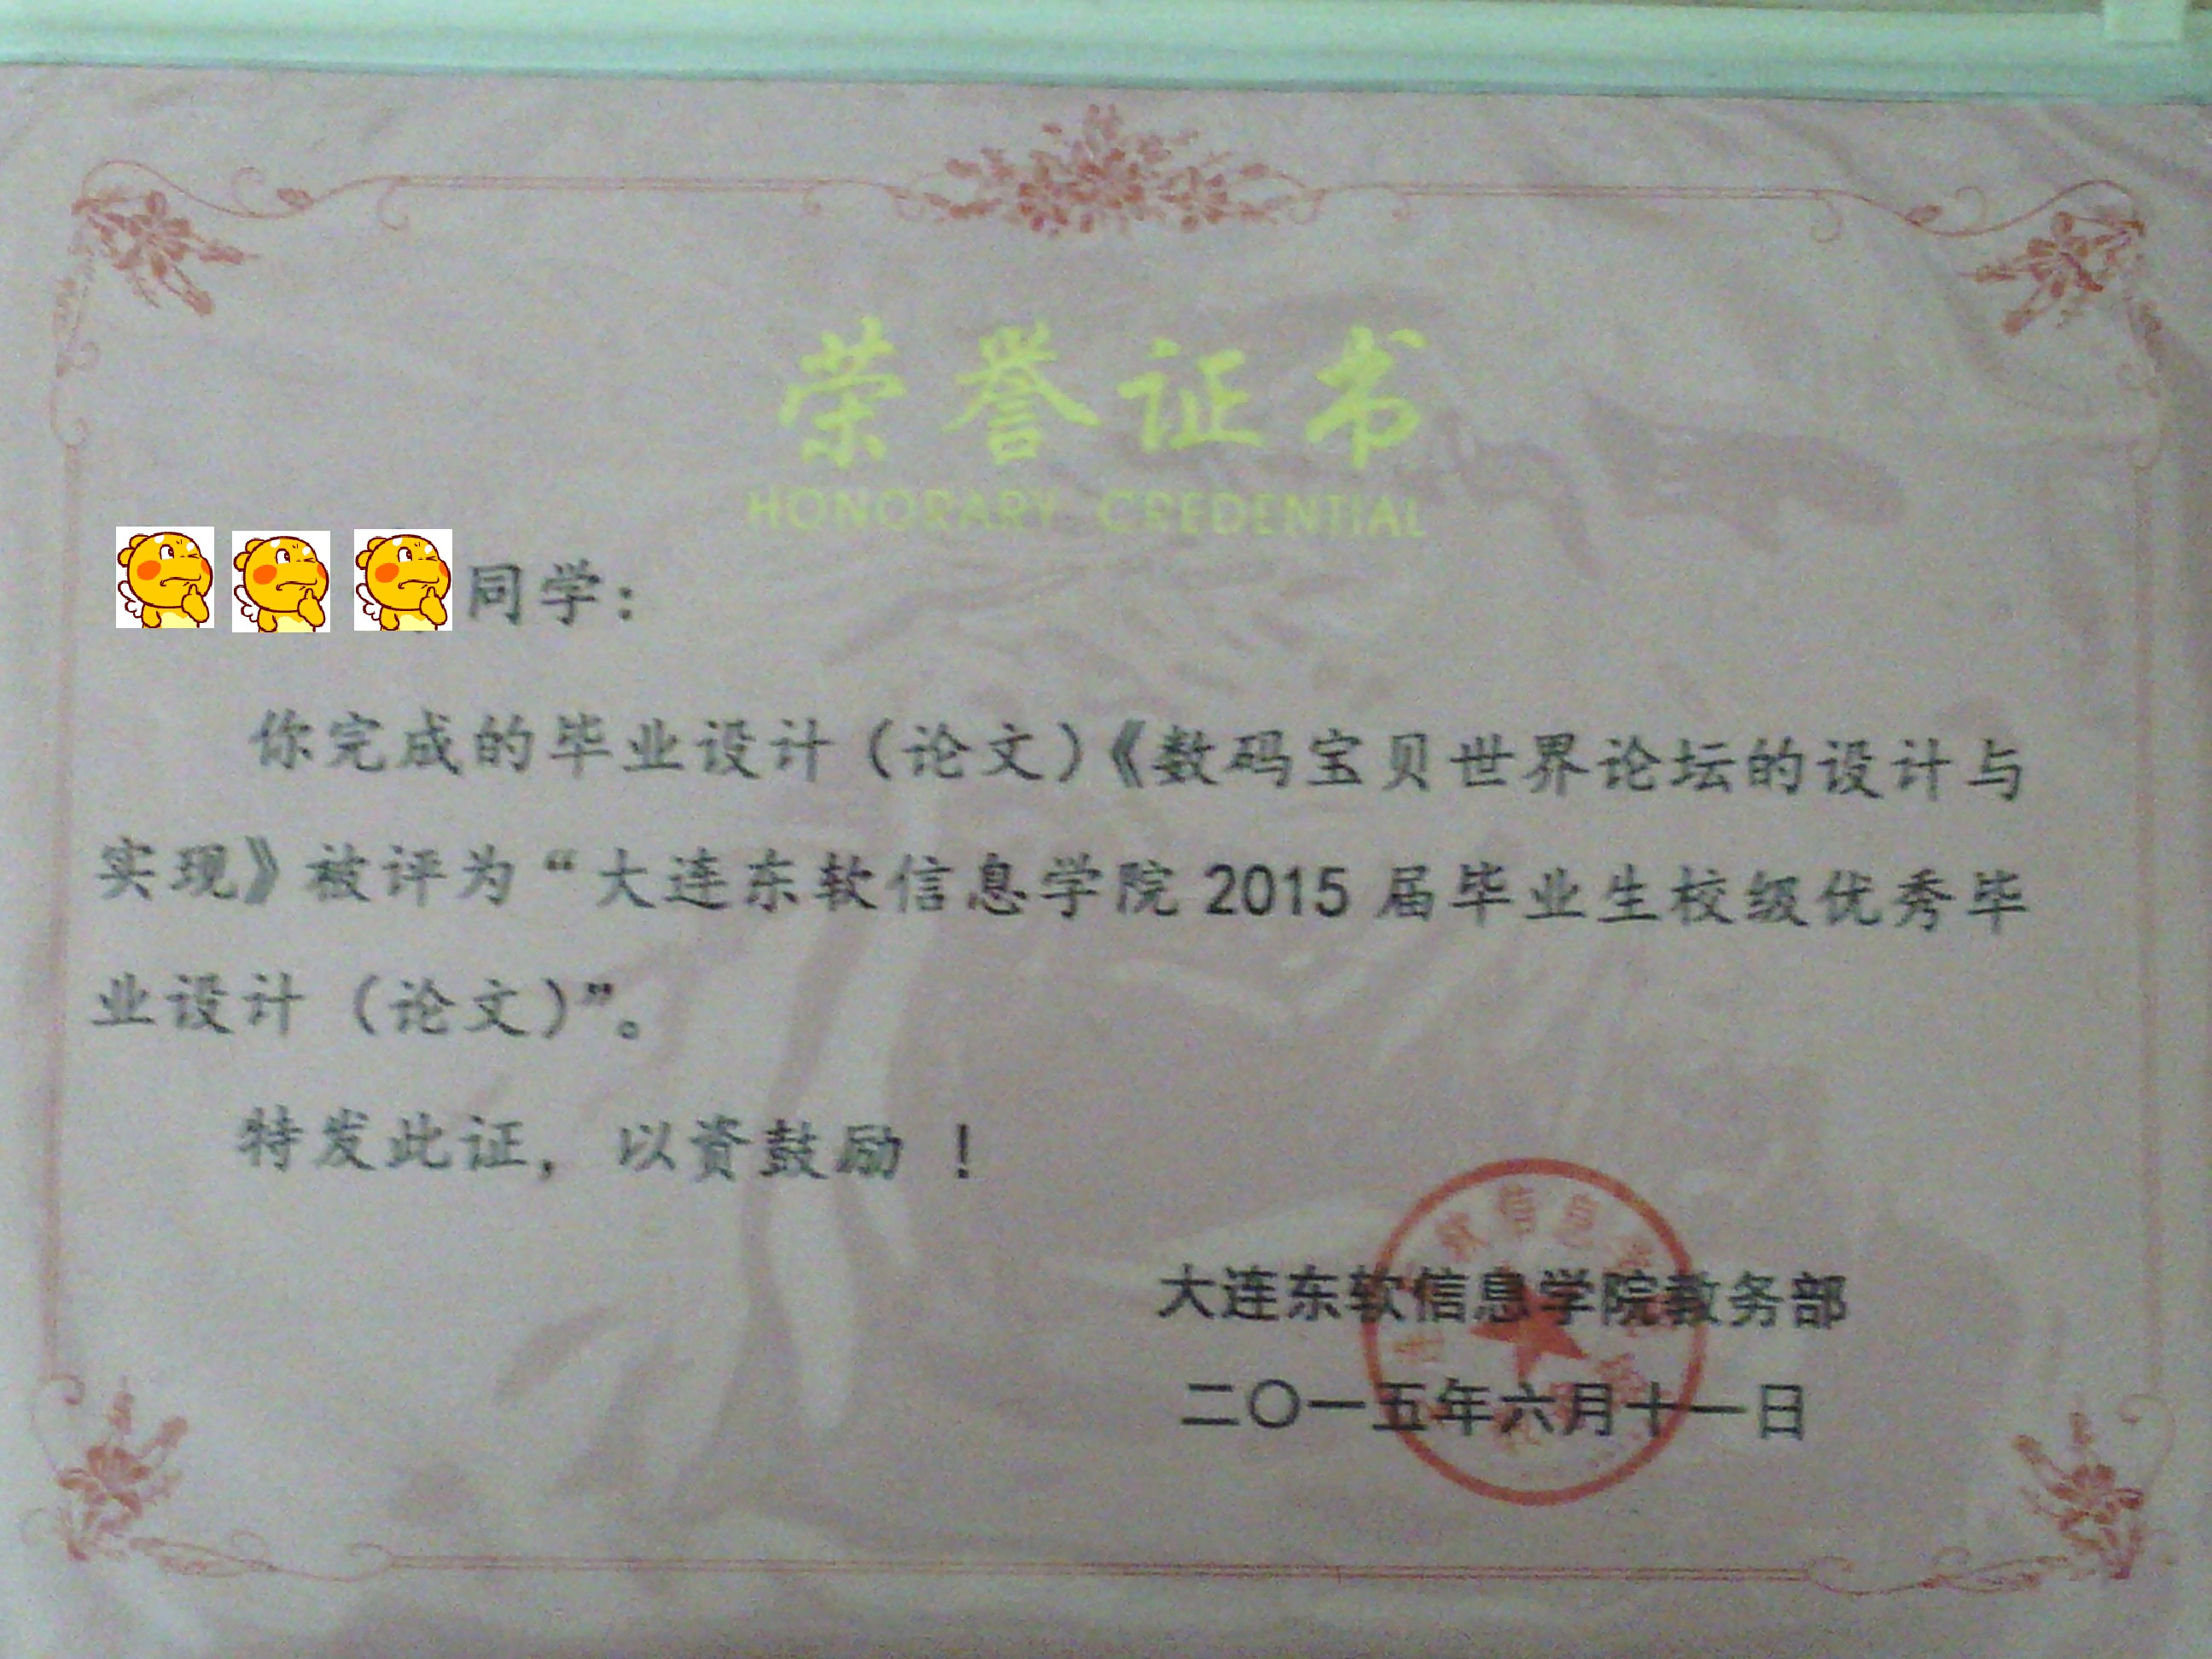 荣誉证书
HONORARY CREDENTIAL
同学：
你完成的毕业设计（论文）《数码宝贝世界论坛的设计与
实现》被评为“大连东软信息学院 2015 届毕业生校级优秀毕
业设计（论文）”。
特发此证，以资鼓励 ！
大连东软信息学院教务部
二〇一五年六月十一日